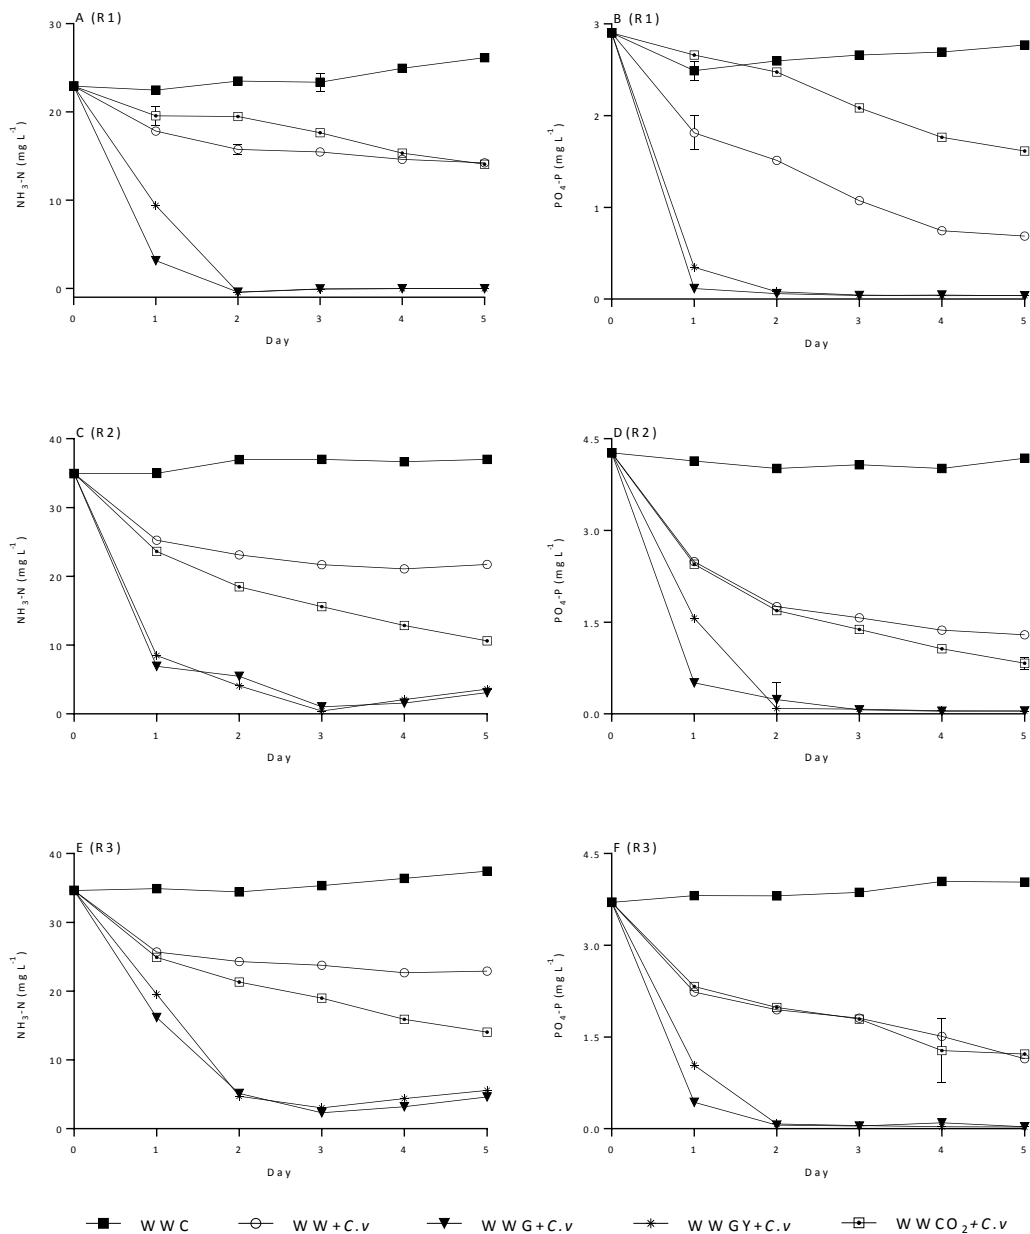 A (R1)
30
20
10
0
NH3-N (mg L-1)
0 1 2 3 4 5
Day
B (R1)
3
2
1
0
PO4-P (mg L-1)
0 1 2 3 4 5
Day
C (R2)
40
30
20
10
0
NH3-N (mg L-1)
0 1 2 3 4 5
Day
D (R2)
4.5
3.0
1.5
0.0
PO4-P (mg L-1)
0 1 2 3 4 5
Day
E (R3)
40
30
20
10
0
NH3-N (mg L-1)
0 1 2 3 4 5
Day
F (R3)
4.5
3.0
1.5
0.0
PO4-P (mg L-1)
0 1 2 3 4 5
Day
WWC WW+C.v WWG+C.v WWGY+C.v WWCO2+C.v